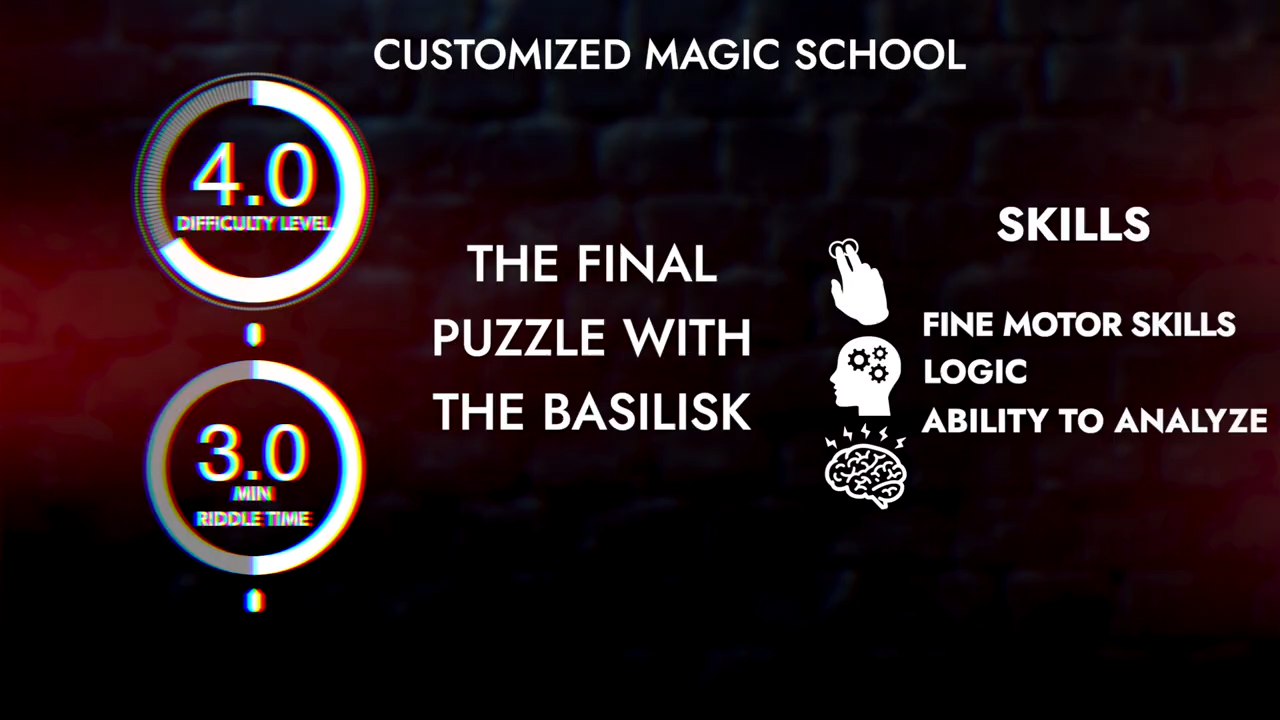 CUSTOMIZED MAGIC SCHOOL
4.0
DIFFICULTY LEVEL
3.0
MIN
RIDDLE TIME
THE FINAL
PUZZLE WITH
THE BASILISK
SKILLS
FINE MOTOR SKILLS
LOGIC
ABILITY TO ANALYZE